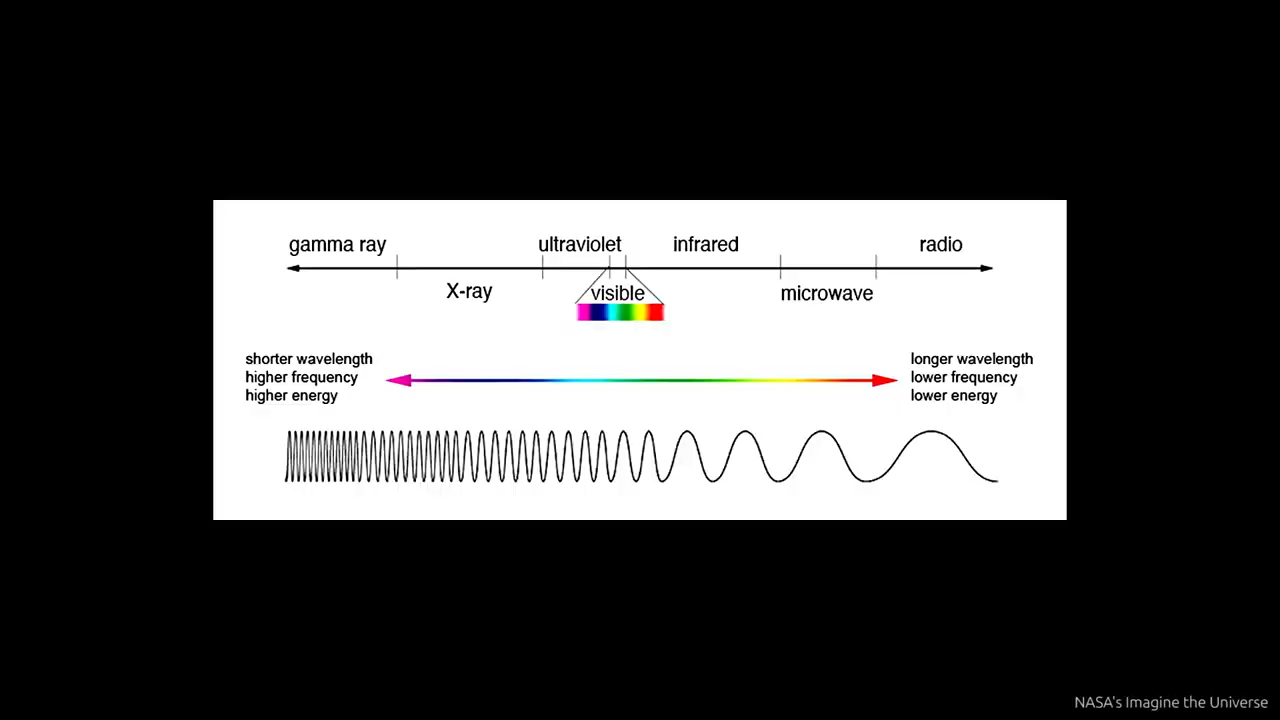 gamma ray
ultraviolet
infrared
radio
X-ray
visible
microwave
shorter wavelength
higher frequency
higher energy
longer wavelength
lower frequency
lower energy
NASA's Imagine the Universe